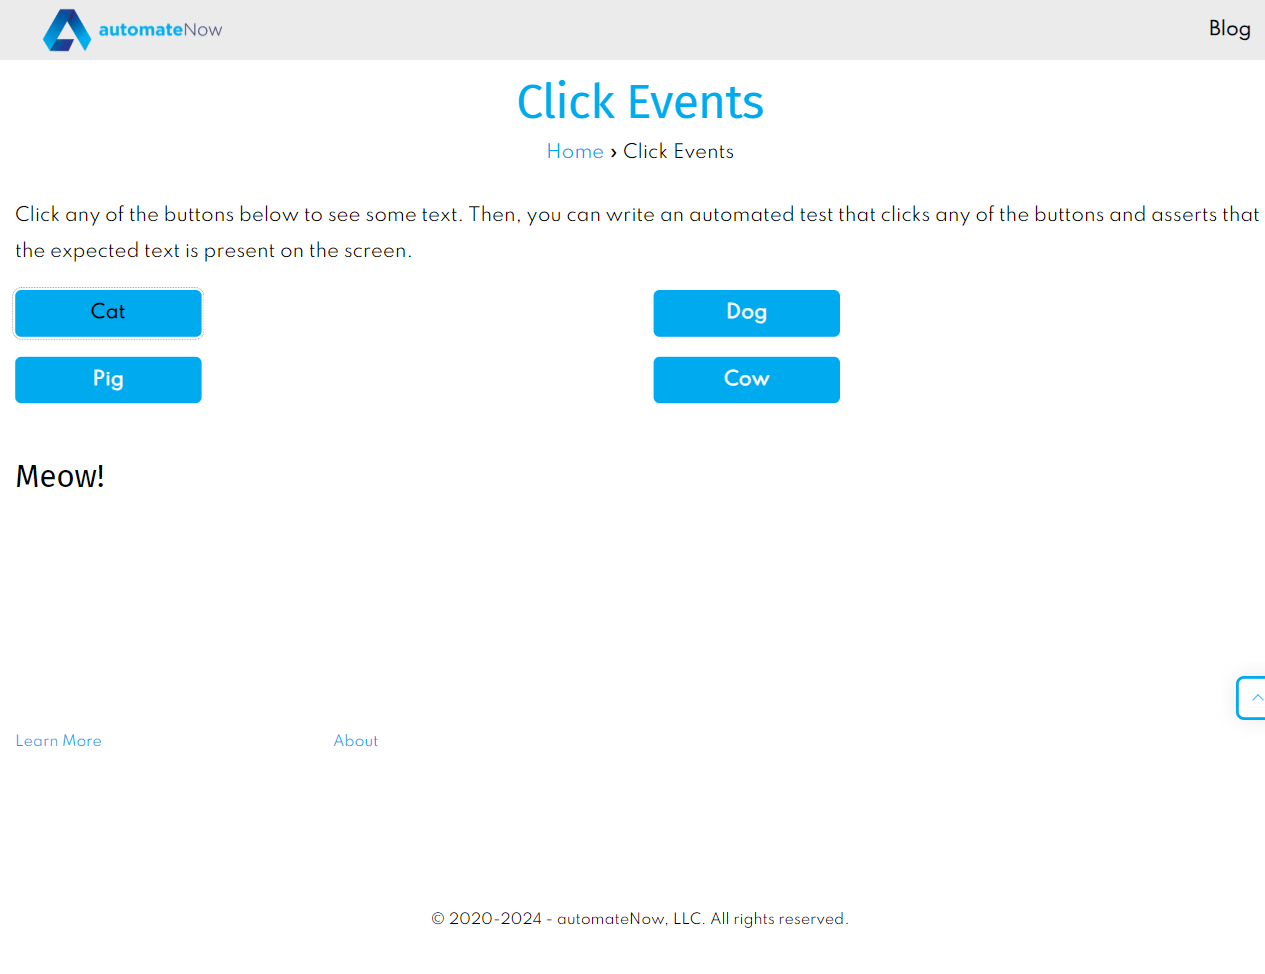 automateNow
Blog
Click Events
Home › Click Events
Click any of the buttons below to see some text. Then, you can write an automated test that clicks any of the buttons and asserts that
the expected text is present on the screen.
Cat
Dog
Pig
Cow
Meow!
Learn More
About
© 2020-2024 - automateNow, LLC. All rights reserved.